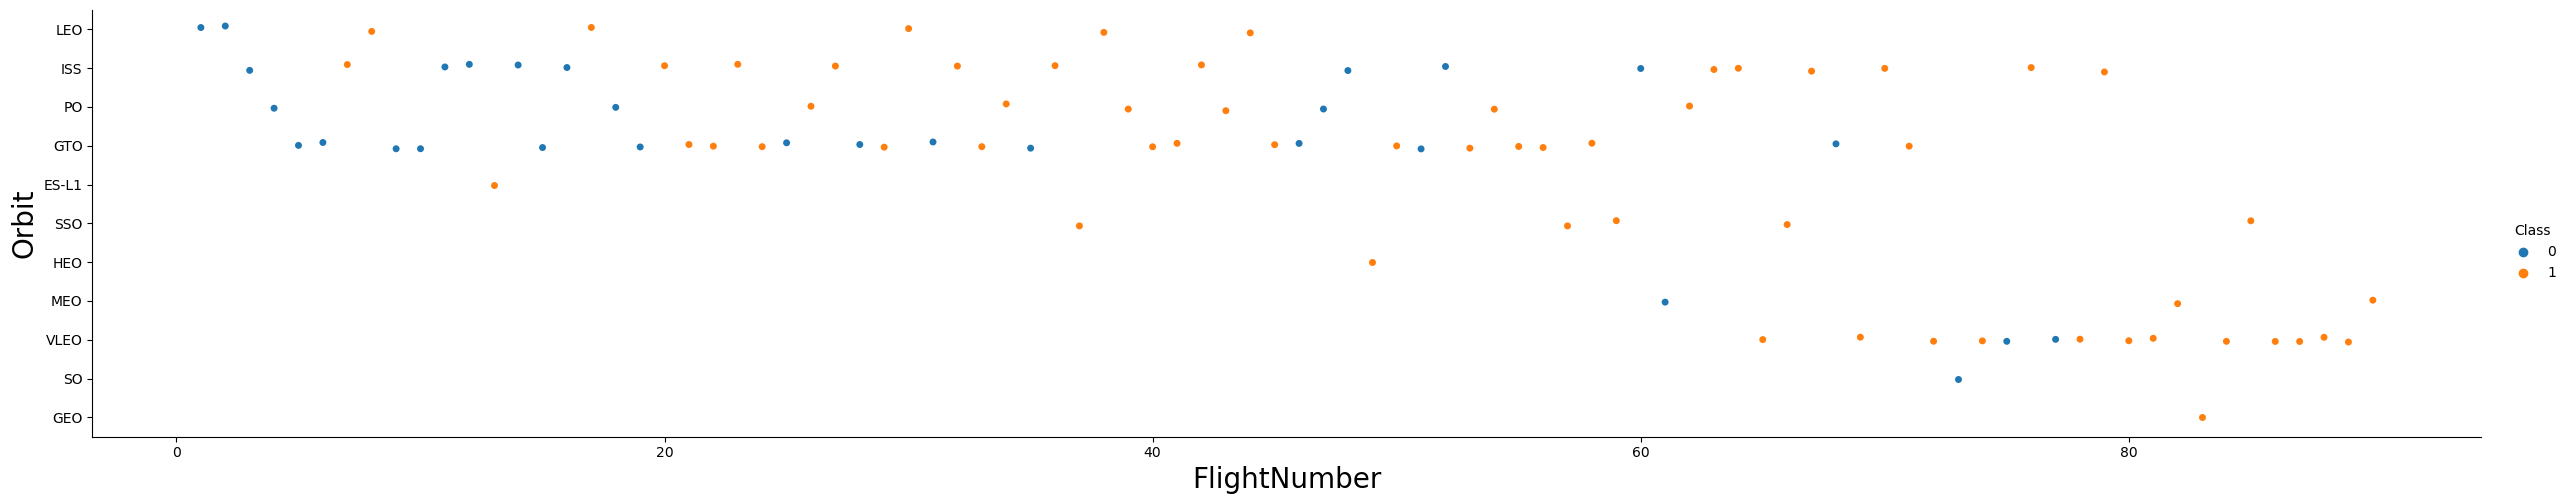 LEO
ISS
PO
GTO
ES-L1
SSO
HEO
MEO
VLEO
SO
GEO
Orbit
0 20 40 60 80
FlightNumber
Class
0
1